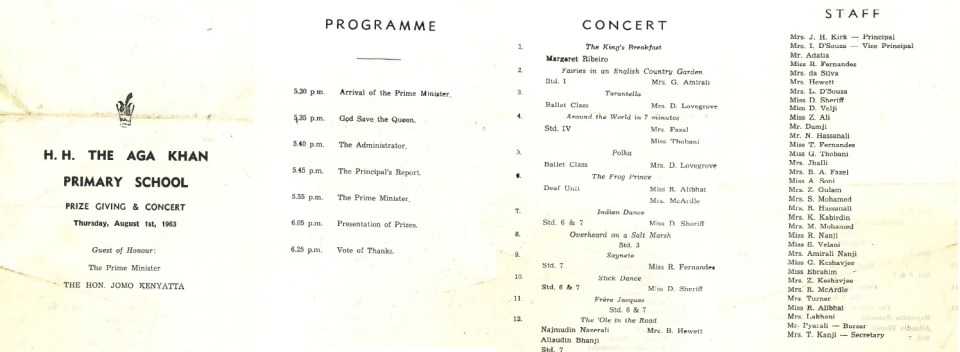 H. H. THE AGA KHAN
PRIMARY SCHOOL
PRIZE GIVING & CONCERT
Thursday, August 1st, 1963
Guest of Honour:
The Prime Minister
THE HON. JOMO KENYATTA
PROGRAMME
5.30 p.m. Arrival of the Prime Minister.
5.35 p.m. God Save the Queen.
5.40 p.m. The Administrator.
5.45 p.m. The Principal's Report.
5.55 p.m. The Prime Minister.
6.05 p.m. Presentation of Prizes.
6.25 p.m. Vote of Thanks.
CONCERT
1. The King's Breakfast
Margaret Ribeiro
2. Fairies in an English Country Garden
Std. I Mrs. G. Amirali
3. Tarantella
Ballet Class Mrs. D. Lovegrove
4. Around the World in 7 minutes
Std. IV Mrs. Fazel
Miss Thobani
5. Polka
Ballet Class Mrs. D. Lovegrove
6. The Frog Prince
Deaf Unit Miss R. Alibhai
Mrs. McArdle
7. Indian Dance
Std. 6 & 7 Miss D. Sheriff
8. Overheard on a Salt Marsh
Std. 3
9. Saynete
Std. 7 Miss R. Fernandes
10. Stick Dance
Std. 6 & 7 Miss D. Sheriff
11. Frère Jacques
Std. 6 & 7
12. The 'Ole in the Road
Najmudin Nazerali Mrs. B. Hewett
Allaudin Bhanji
Std. 7
STAFF
Mrs. J. H. Kirk — Principal
Mrs. I. D'Souza — Vice Principal
Mr. Adatia
Miss R. Fernandes
Mrs. da Silva
Mrs. Hewett
Mrs. L. D'Souza
Miss D. Sheriff
Miss D. Velji
Miss Z. Ali
Mr. Damji
Mr. N. Hassanali
Miss T. Fernandes
Miss G. Thobani
Mrs. Jhalli
Mrs. B. A. Fazel
Miss A. Soni
Mrs. Z. Gulam
Mrs. S. Mohamed
Mrs. R. Hassanali
Mrs. K. Kabirdin
Mrs. M. Mohamed
Miss R. Nanji
Miss S. Velani
Mrs. Amirali Nanji
Miss G. Keshavjee
Miss Ebrahim
Mrs. Z. Keshavjee
Mrs. R. McArdle
Mrs. Turner
Miss R. Alibhai
Mrs. Lakhani
Mr. Pyarali — Bursar
Mrs. T. Kanji — Secretary